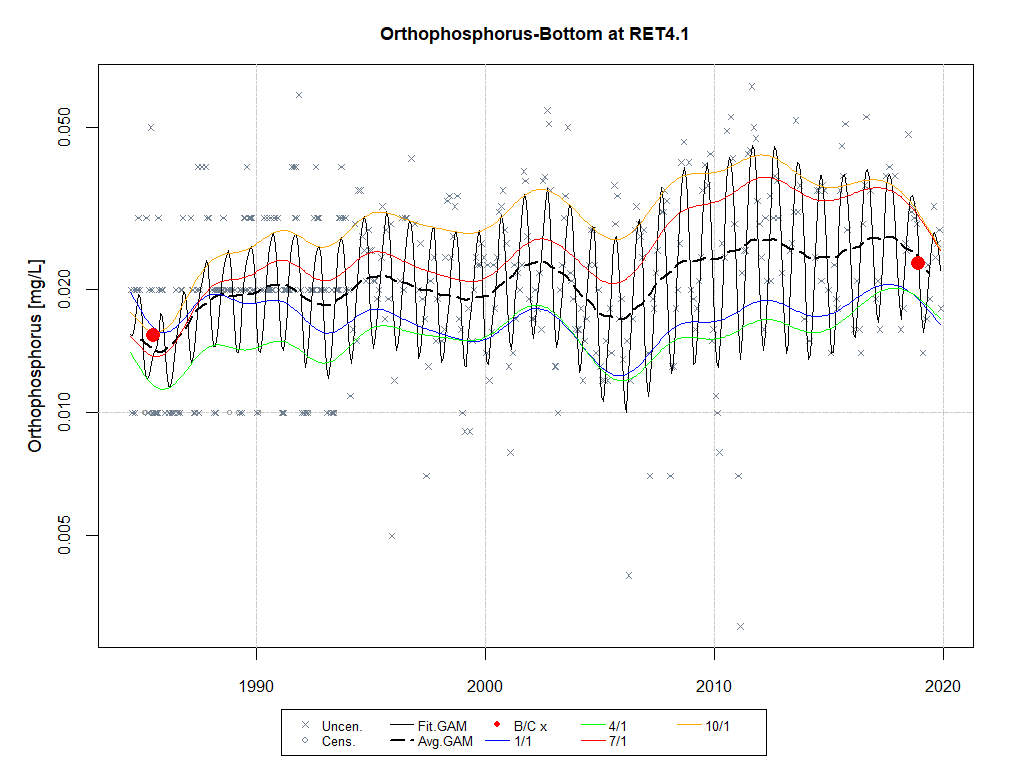 Orthophosphorus-Bottom at RET4.1
Orthophosphorus [mg/L]
0.050
0.020
0.010
0.005
1990 2000 2010 2020
Uncen. Fit.GAM B/C x 4/1 10/1
Cens. Avg.GAM 1/1 7/1